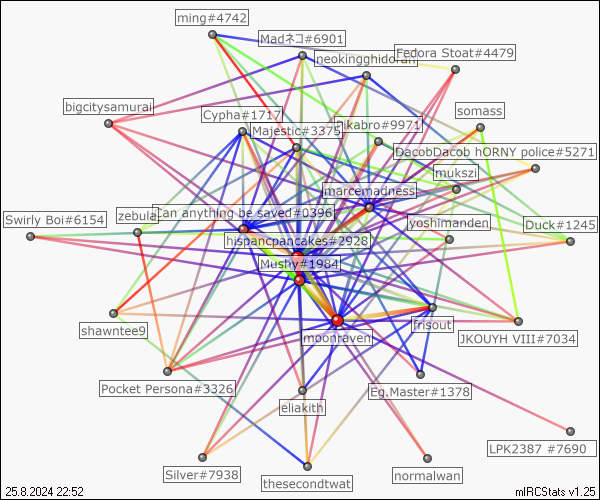 ming#4742
Madネコ#6901
neokingghidorah
Fedora Stoat#4479
bigcitysamurai
Cypha#1717
somass
Majestic#3375
pikabro#9971
DacobDacob hORNY police#5271
mukszi
marcemadness
Swirly Boi#6154
zebula
can anything be saved#0396
yoshimanden
Duck#1245
hispancpancakes#2928
Mushy#1984
shawntee9
moonraven
frisout
JKOUYH VIII#7034
Pocket Persona#3326
Eg.Master#1378
eliakith
LPK2387 #7690
Silver#7938
thesecondtwat
normalwan
25.8.2024 22:52
mIRCStats v1.25